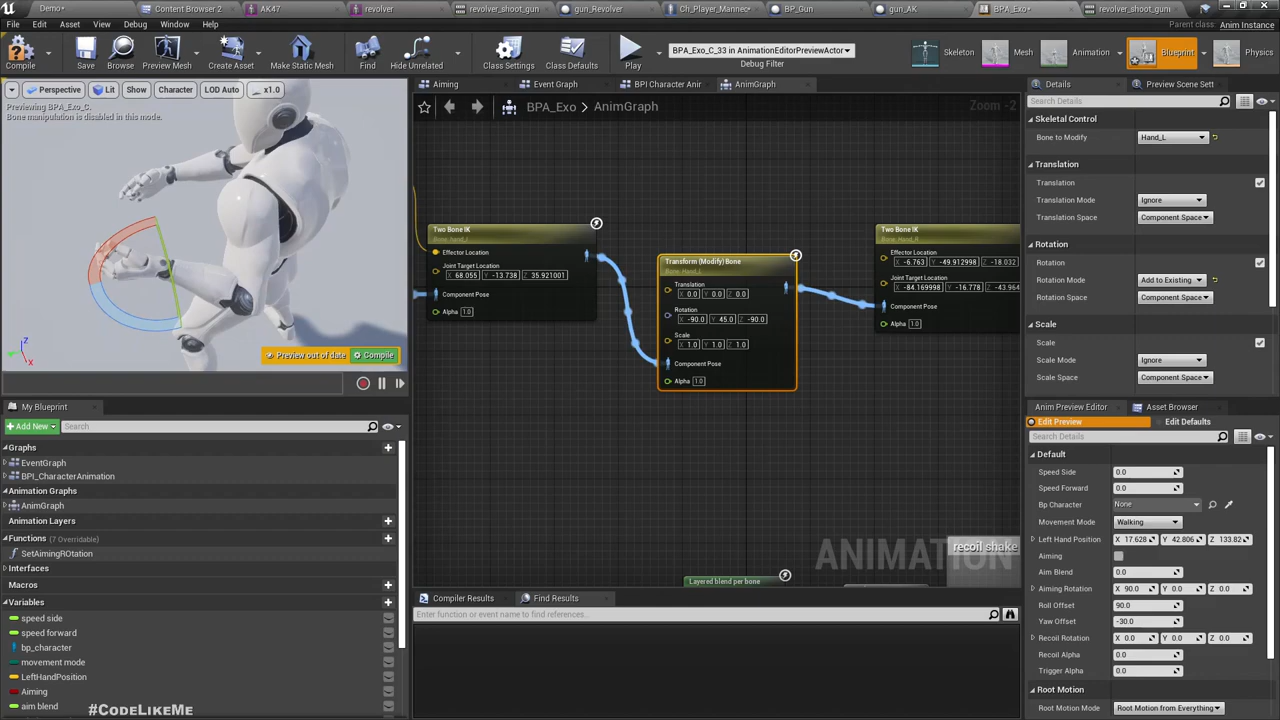 Demo•
Content Browser 2
AK47
revolver
revolver_shoot_gun
gun_Revolver
Ch_Player_Mannec•
BP_Gun
gun_AK
BPA_Exo•
revolver_shoot_gun
File Edit Asset View Debug Window Help
Parent class: Anim Instance
Compile
Save
Browse
Preview Mesh
Create Asset
Make Static Mesh
Find
Hide Unrelated
Class Settings
Class Defaults
Play
BPA_Exo_C_33 in AnimationEditorPreviewActor
Debug Filter
Skeleton
Mesh
Animation
Blueprint
Physics
Perspective Lit Show Character LOD Auto x1.0
Previewing BPA_Exo_C.
Bone manipulation is disabled in this mode.
Z
X
Preview out of date Compile
Aiming
Event Graph
BPI Character Anir
AnimGraph
BPA_Exo > AnimGraph
Zoom -2
Two Bone IK
Effector Location
Joint Target Location
X 68.055 Y -13.738 Z 35.921001
Component Pose
Alpha 1.0
Transform (Modify) Bone
Bone: Hand_L
Translation
X 0.0 Y 0.0 Z 0.0
Rotation
X -90.0 Y 45.0 Z -90.0
Scale
X 1.0 Y 1.0 Z 1.0
Component Pose
Alpha 1.0
Two Bone IK
Bone: Hand_R
Effector Location
X -6.763 Y -49.912998 Z -18.032
Joint Target Location
X -84.169998 Y -16.778 Z -43.964
Component Pose
Alpha 1.0
Layered blend per bone
ANIMATION
recoil shake
Compiler Results
Find Results
Enter function or event name to find references...
My Blueprint
Add New
Search
Graphs
EventGraph
BPI_CharacterAnimation
Animation Graphs
AnimGraph
Animation Layers
Functions (7 Overridable)
SetAimingROtation
Interfaces
Macros
Variables
speed side
speed forward
bp_character
movement mode
LeftHandPosition
Aiming
aim blend
#CodeLikeMe
Details
Preview Scene Sett
Search Details
Skeletal Control
Bone to Modify Hand_L
Translation
Translation
Translation Mode Ignore
Translation Space Component Space
Rotation
Rotation
Rotation Mode Add to Existing
Rotation Space Component Space
Scale
Scale
Scale Mode Ignore
Scale Space Component Space
Anim Preview Editor
Asset Browser
Edit Preview
Edit Defaults
Search Details
Default
Speed Side 0.0
Speed Forward 0.0
Bp Character None
Movement Mode Walking
Left Hand Position X 17.628 Y 42.806 Z 133.82
Aiming
Aim Blend 0.0
Aiming Rotation X 90.0 Y 0.0 Z 0.0
Roll Offset 90.0
Yaw Offset -30.0
Recoil Rotation X 0.0 Y 0.0 Z 0.0
Recoil Alpha 0.0
Trigger Alpha 0.0
Root Motion
Root Motion Mode Root Motion from Everything